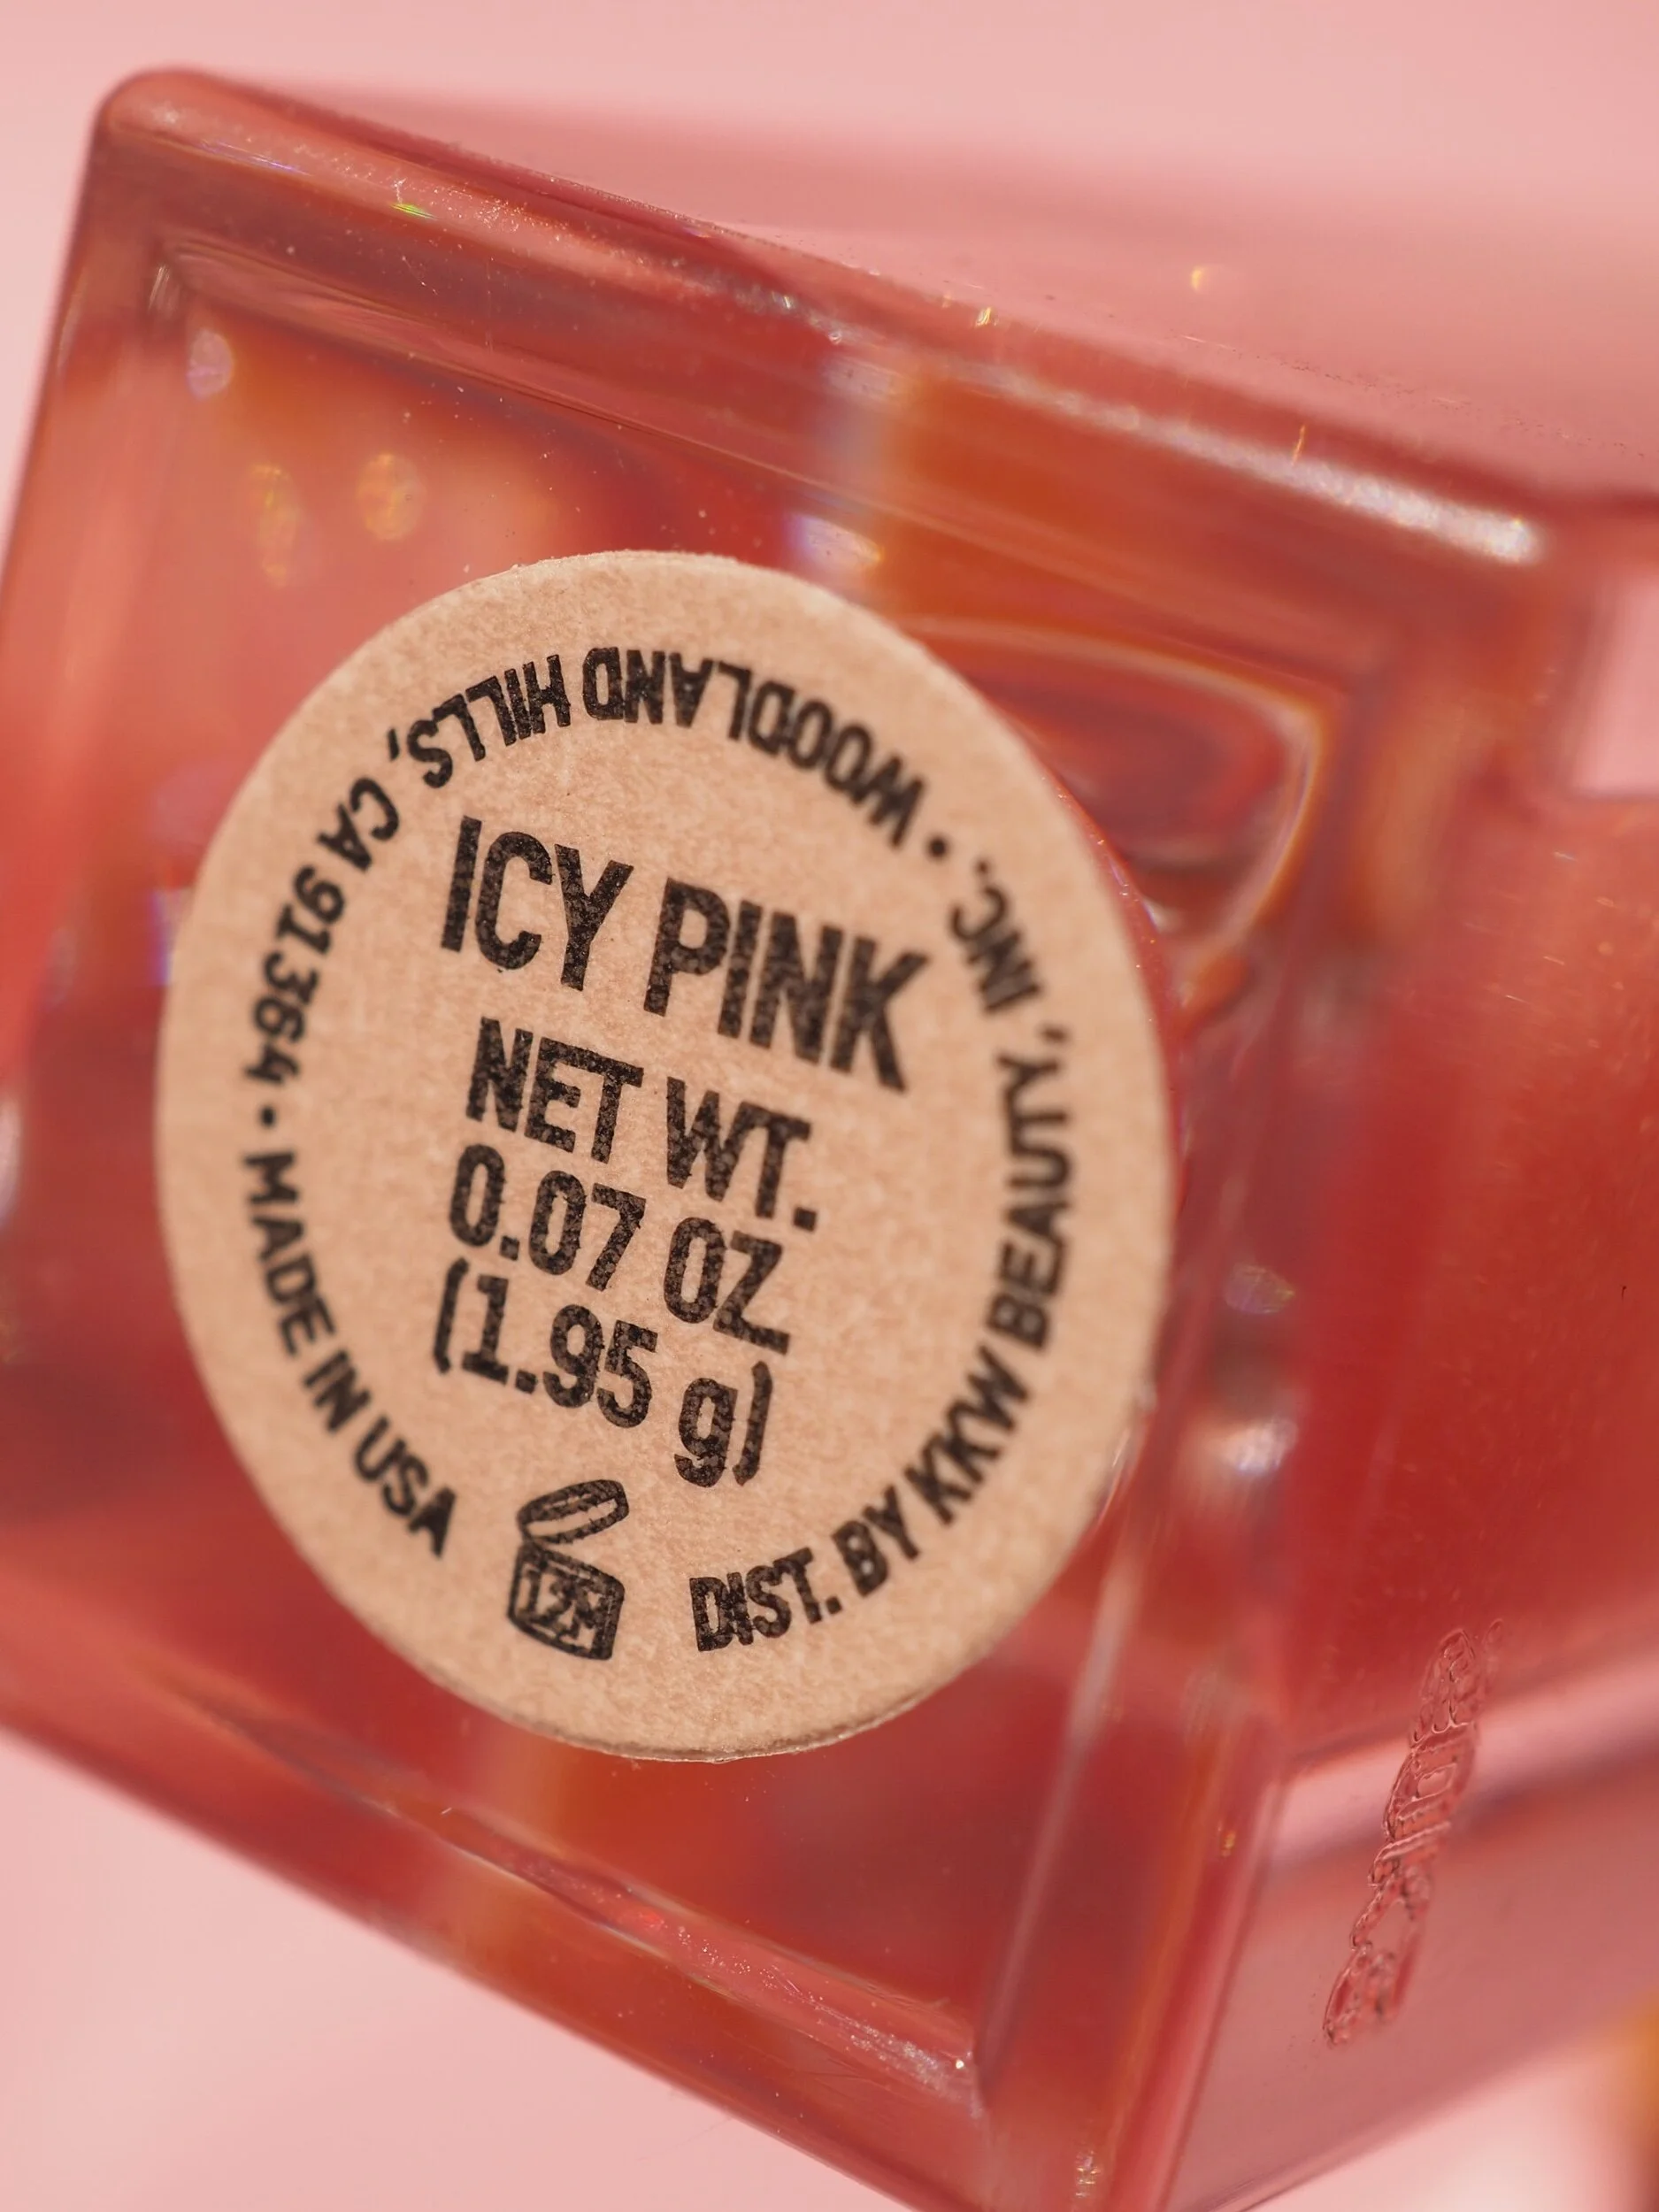 ICY PINK
NET WT.
0.07 OZ
(1.95 g)
12M
DIST. BY KKW BEAUTY, INC. • WOODLAND HILLS, CA 91364 • MADE IN USA